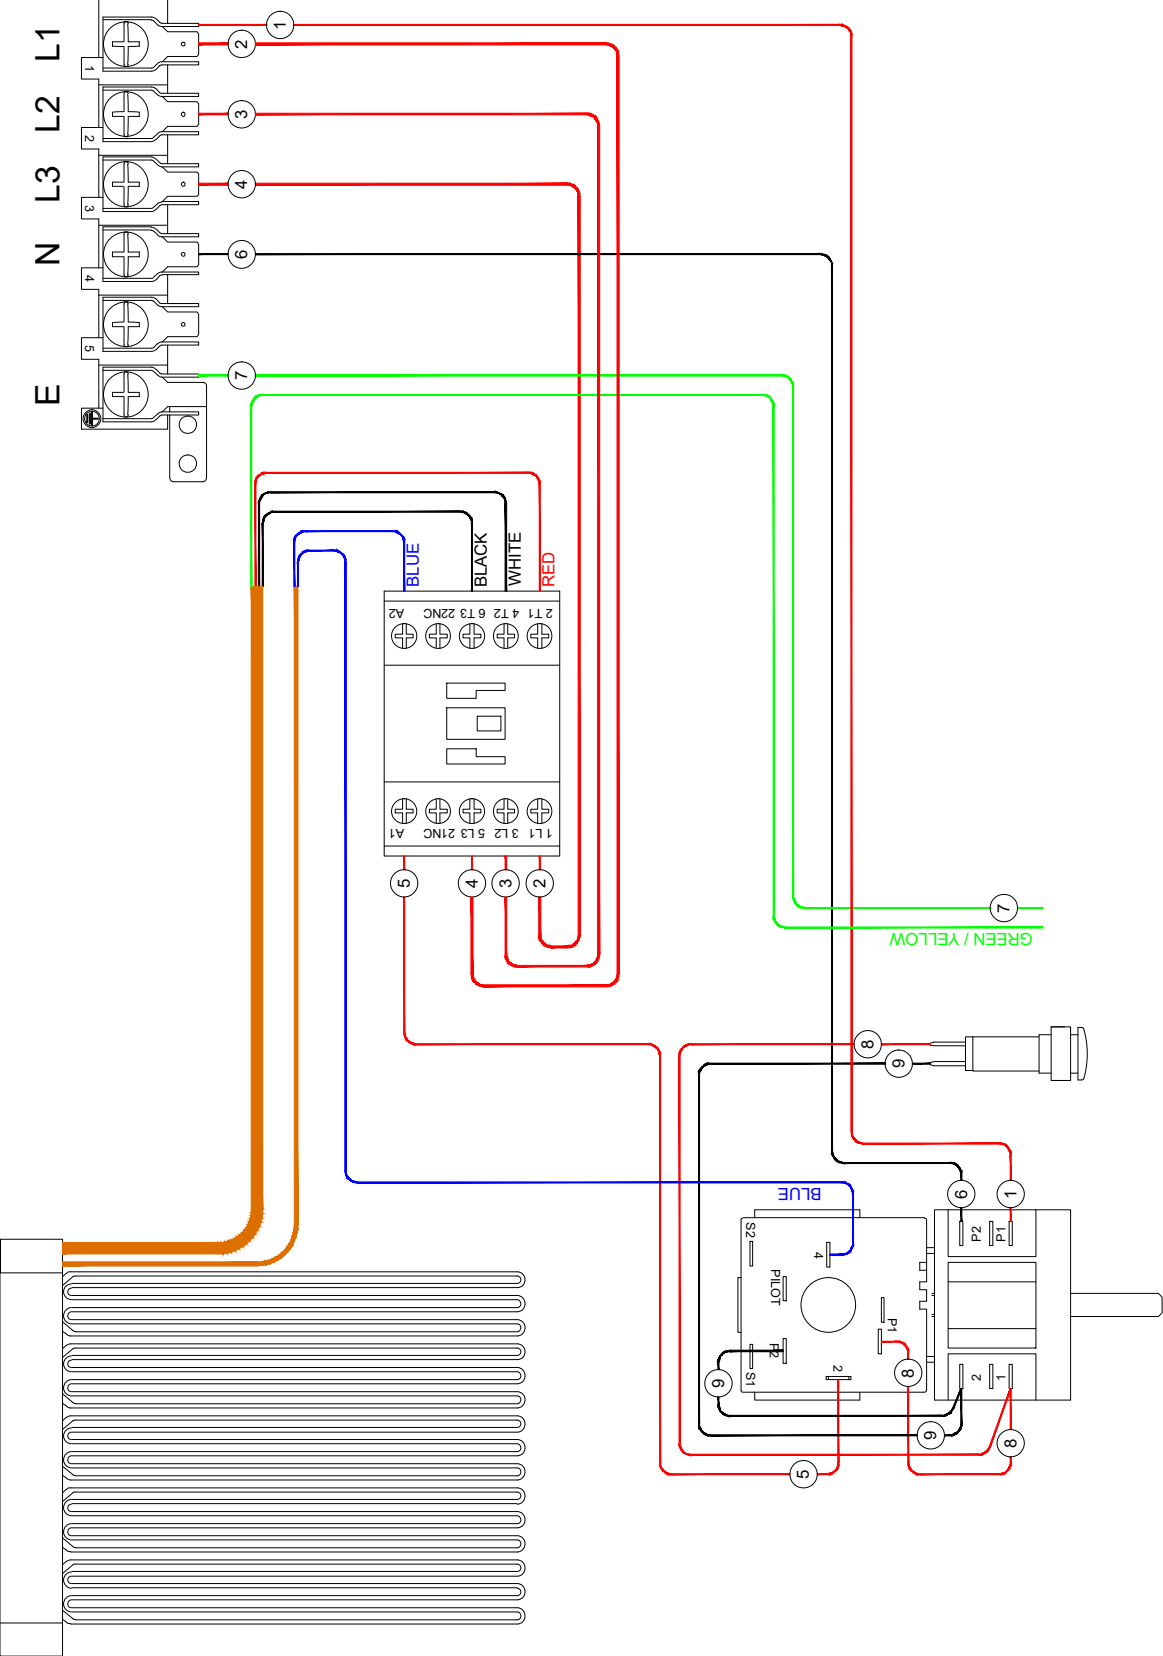 L1
L2
L3
N
E
1
2
3
4
5
1
2
3
4
6
7
BLUE
BLACK
WHITE
RED
A2
22NC
6 T3
4 T2
2 T1
A1
21NC
5 L3
3 L2
1 L1
5
4
3
2
7
GREEN / YELLOW
8
9
6
1
BLUE
S2
4
PILOT
P2
S1
2
P1
P2
P1
2
1
9
8
9
8
5